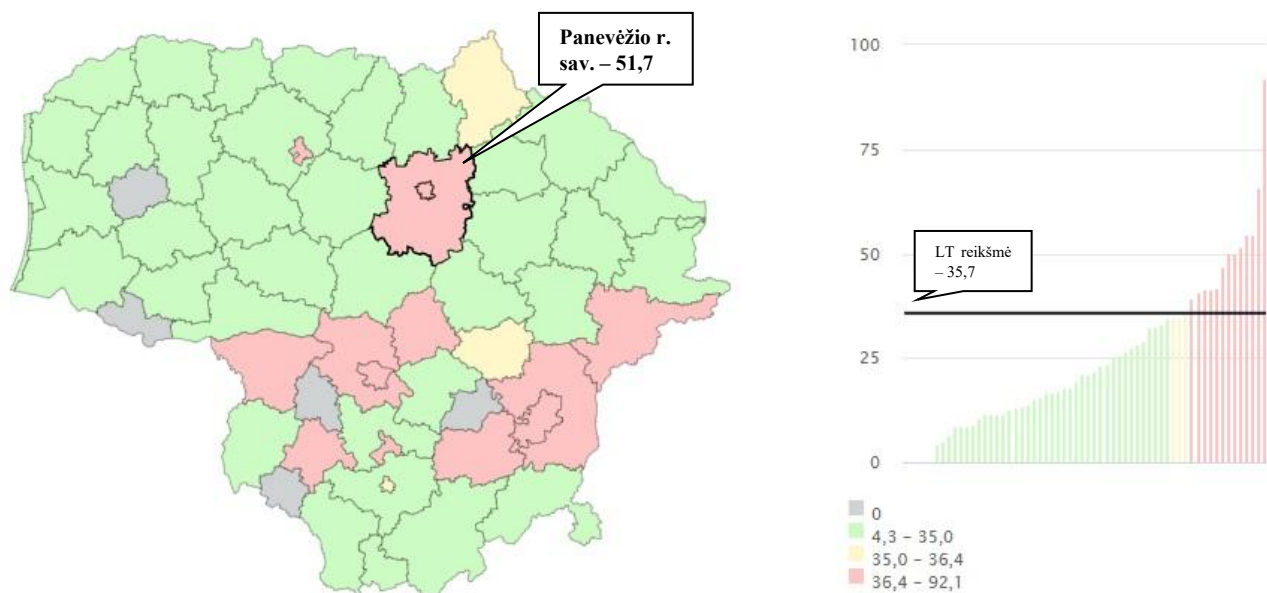 Panevėžio r.
sav. – 51,7
100
75
50
25
0
LT reikšmė
– 35,7
0
4,3 – 35,0
35,0 – 36,4
36,4 – 92,1